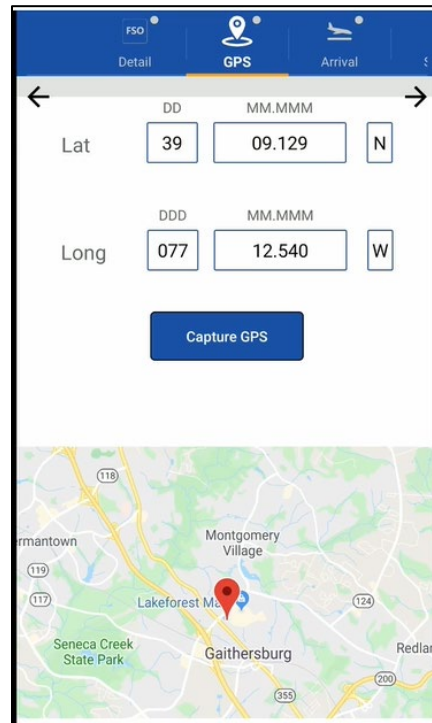 FSO
Detail
GPS
Arrival
DD
MM.MMM
Lat
39
09.129
N
DDD
MM.MMM
Long
077
12.540
W
Capture GPS
118
ermantown
Montgomery
Village
119
117
Lakeforest Ma
124
Seneca Creek
State Park
Gaithersburg
Redlan
200
355